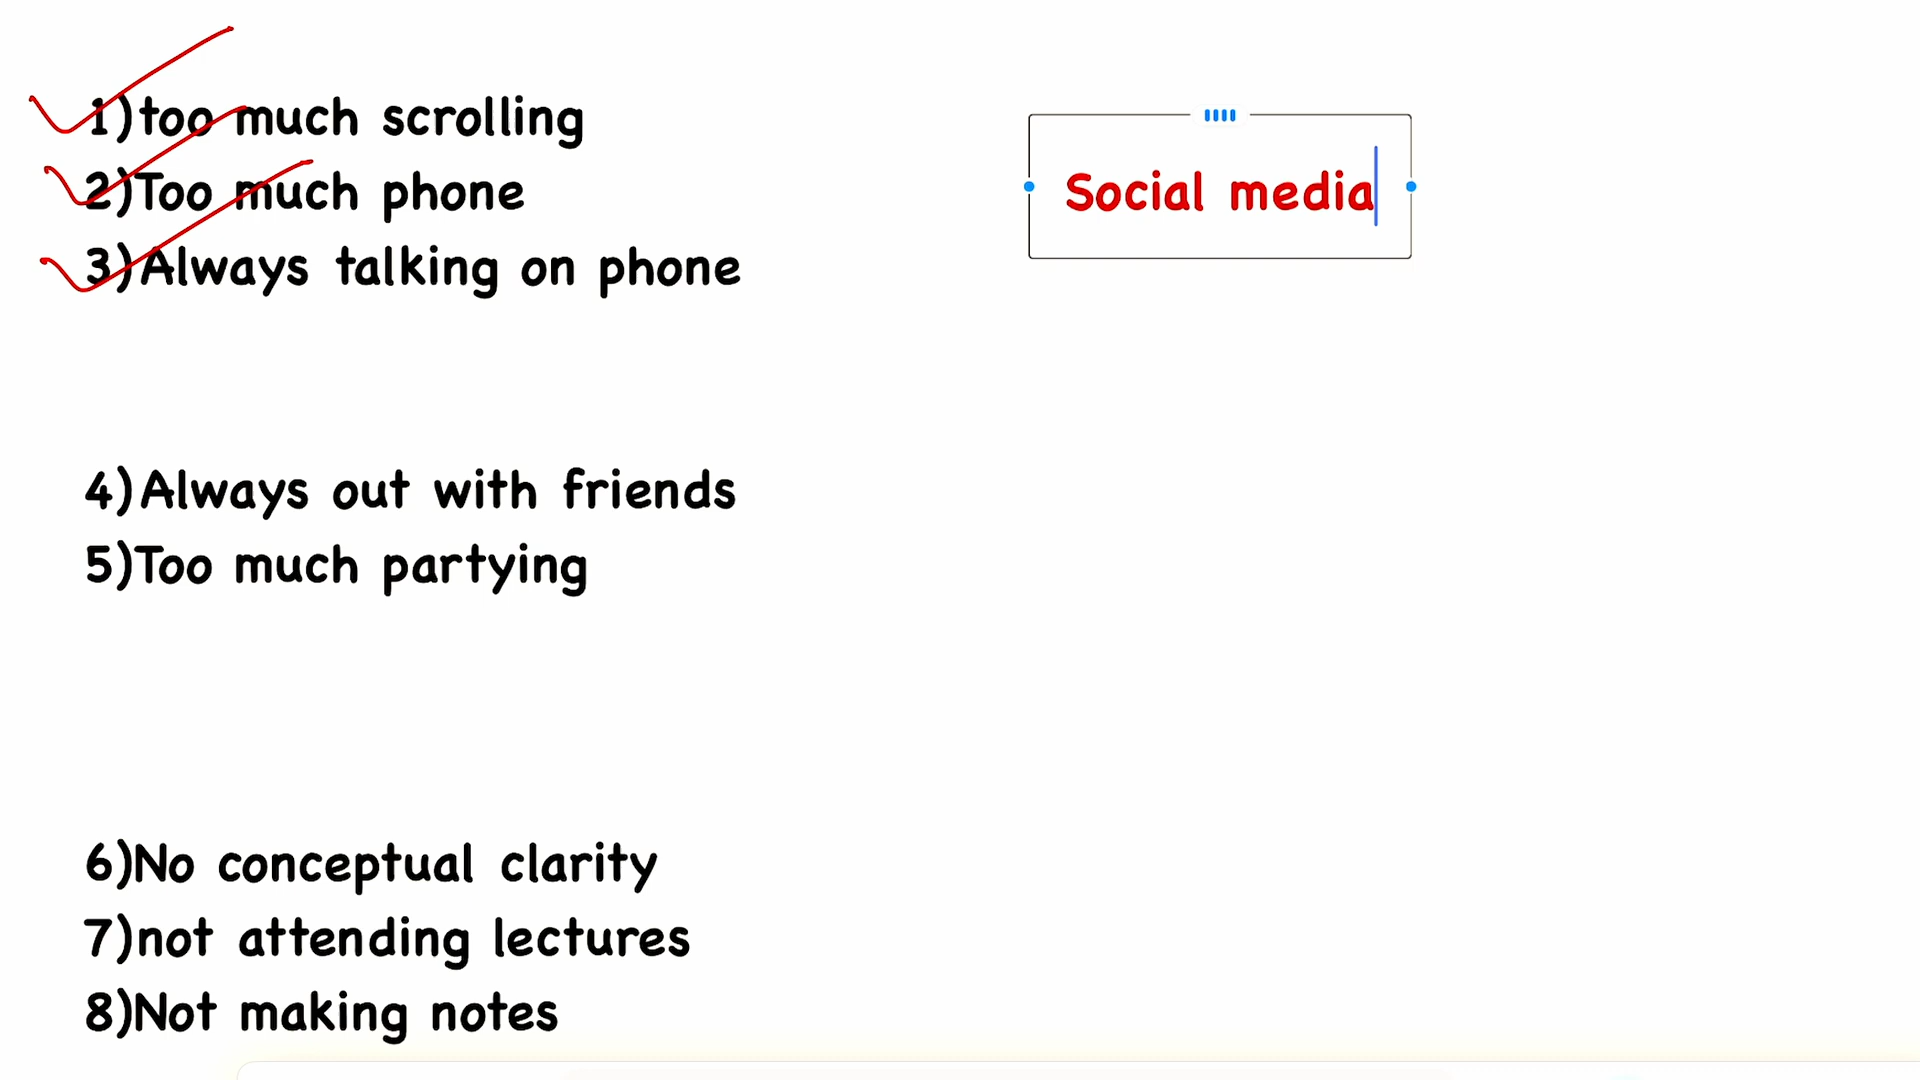 1)too much scrolling
2)Too much phone
3)Always talking on phone
Social media
4)Always out with friends
5)Too much partying
6)No conceptual clarity
7)not attending lectures
8)Not making notes